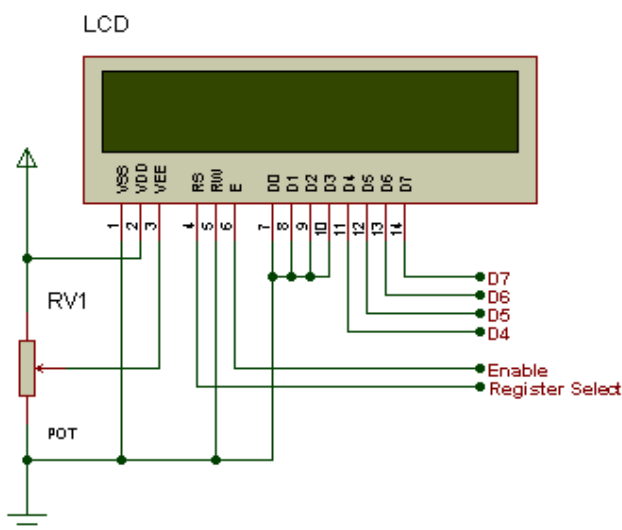 LCD
VSS VDD VEE RS RW E D0 D1 D2 D3 D4 D5 D6 D7
1 2 3 4 5 6 7 8 9 10 11 12 13 14
D7
D6
RV1
D5
D4
Enable
Register Select
POT